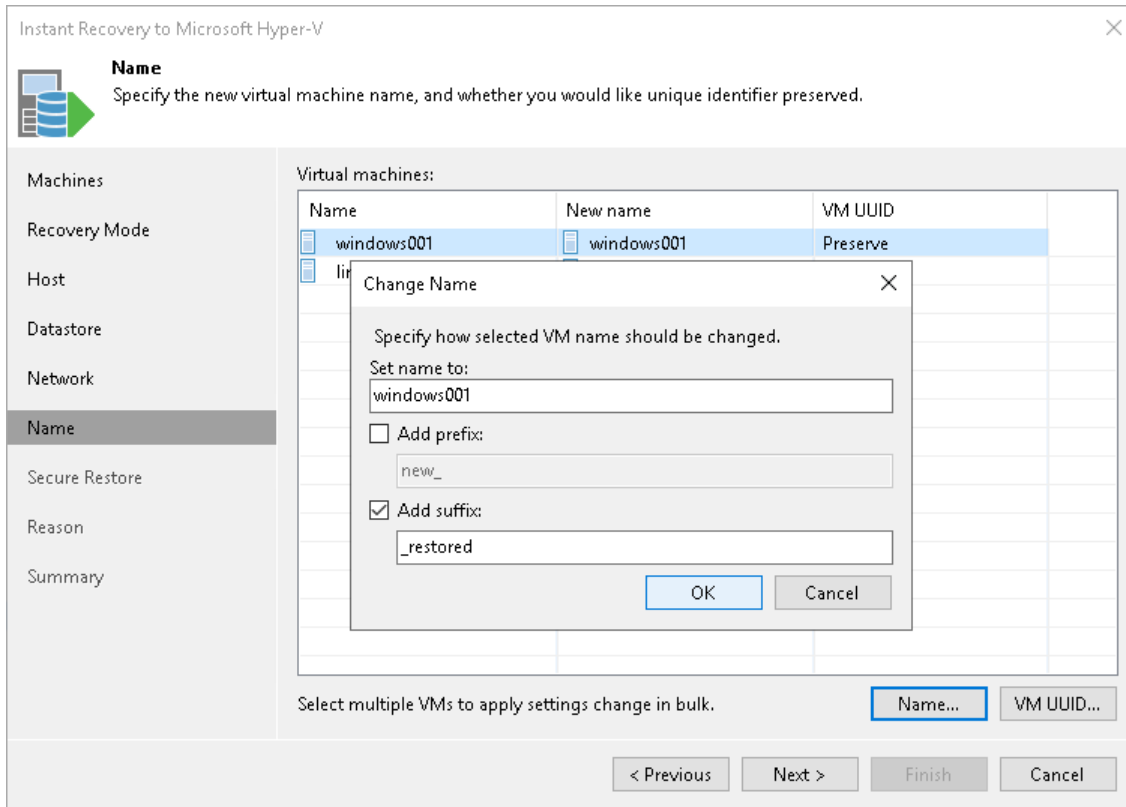 Instant Recovery to Microsoft Hyper-V
Name
Specify the new virtual machine name, and whether you would like unique identifier preserved.
Machines
Recovery Mode
Host
Datastore
Network
Name
Secure Restore
Reason
Summary
Virtual machines:
Name New name VM UUID
windows001 windows001 Preserve
Change Name
Specify how selected VM name should be changed.
Set name to:
windows001
Add prefix:
new_
Add suffix:
_restored
OK Cancel
Select multiple VMs to apply settings change in bulk. Name... VM UUID...
< Previous Next > Finish Cancel